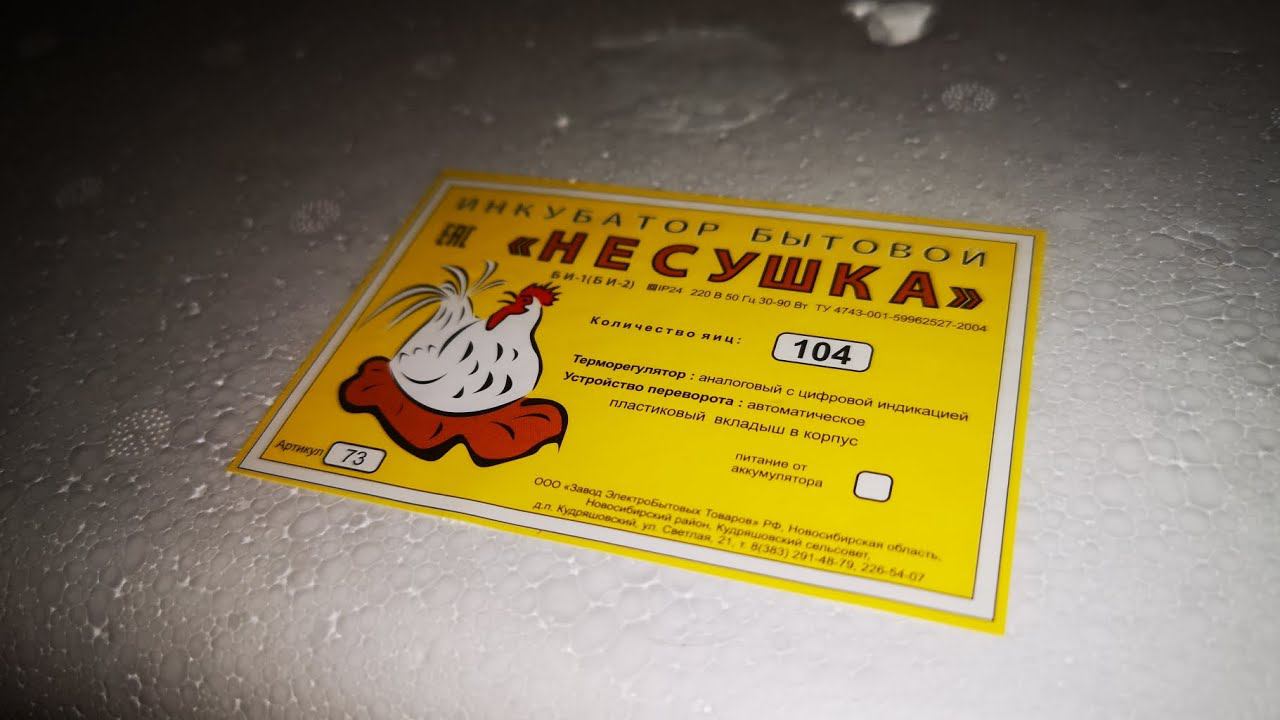 ИНКУБАТОР БЫТОВОЙ
EAC
«НЕСУШКА»
БИ-1(БИ-2) IP24 220 В 50 Гц 30-90 Вт ТУ 4743-001-59962527-2004
Количество яиц: 104
Терморегулятор : аналоговый с цифровой индикацией
Устройство переворота : автоматическое
пластиковый вкладыш в корпус
питание от
аккумулятора
Артикул 73
ООО «Завод ЭлектроБытовых Товаров» РФ, Новосибирская область,
Новосибирский район, Кудряшовский сельсовет,
д.п. Кудряшовский, ул. Светлая, 21, т. 8(383) 291-48-79, 226-54-07